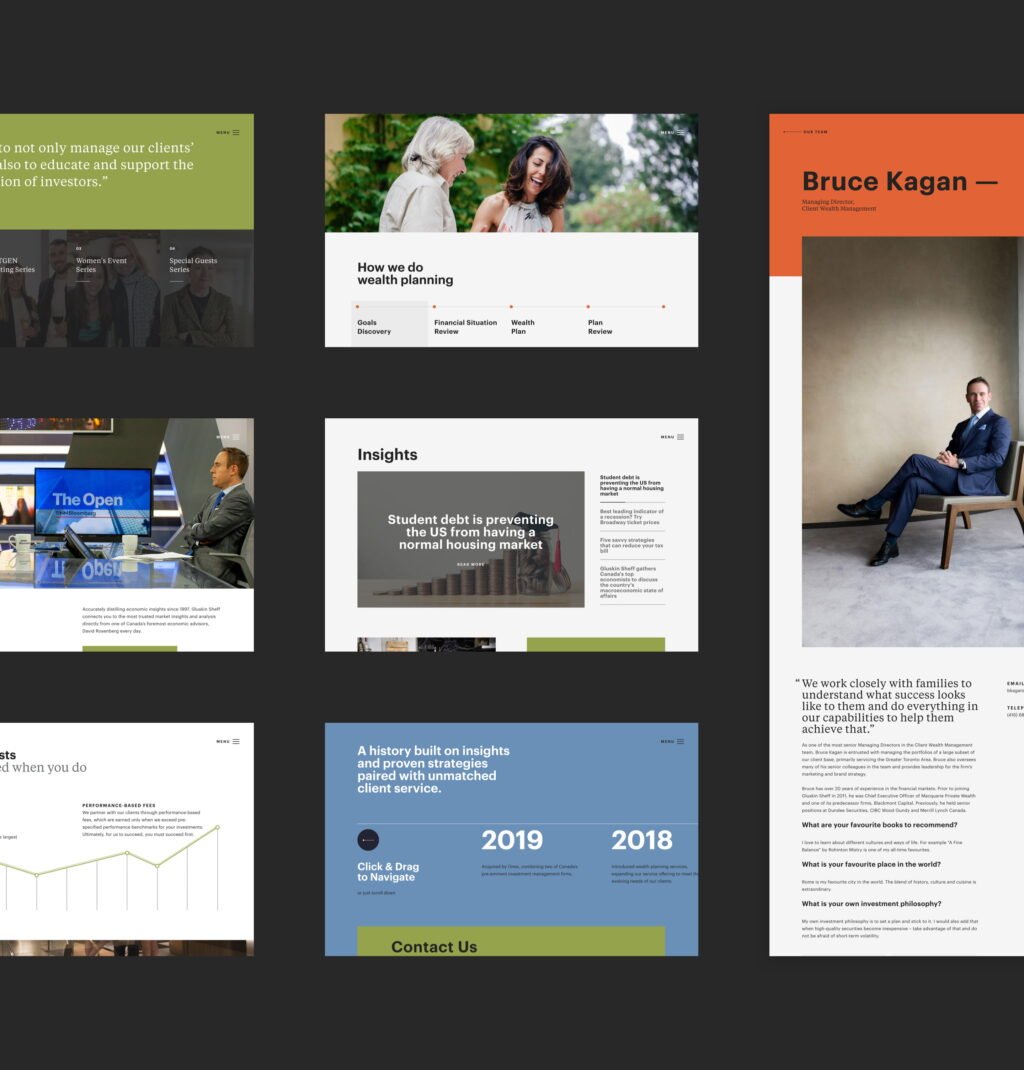 MENU
to not only manage our clients'
also to educate and support the
ion of investors.”
TGEN
ting Series
03
Women's Event
Series
04
Special Guests
Series
MENU
The Open
BNNBloomberg
Accurately distilling economic insights since 1997. Gluskin Sheff
connects you to the most trusted market insights and analysis
directly from one of Canada's foremost economic advisors,
David Rosenberg every day.
MENU
sts
ed when you do
PERFORMANCE-BASED FEES
We partner with our clients through performance-based
fees, which are earned only when we exceed pre-
specified performance benchmarks for your investments.
Ultimately, for us to succeed, you must succeed first.
largest
MENU
How we do
wealth planning
Goals
Discovery
Financial Situation
Review
Wealth
Plan
Plan
Review
MENU
Insights
Student debt is preventing
the US from having a
normal housing market
READ MORE
Student debt is
preventing the US from
having a normal housing
market
Best leading indicator of
a recession? Try
Broadway ticket prices
Five savvy strategies
that can reduce your tax
bill
Gluskin Sheff gathers
Canada's top
economists to discuss
the country's
macroeconomic state of
affairs
MENU
A history built on insights
and proven strategies
paired with unmatched
client service.
Click & Drag
to Navigate
or just scroll down
2019
Acquired by Onex, combining two of Canada's
pre-eminent investment management firms.
2018
Introduced wealth planning services,
expanding our service offering to meet the
evolving needs of our clients.
Contact Us
OUR TEAM
Bruce Kagan —
Managing Director,
Client Wealth Management
“We work closely with families to
understand what success looks
like to them and do everything in
our capabilities to help them
achieve that.”
EMAIL
bkagan
TELEP
(416) 68
As one of the most senior Managing Directors in the Client Wealth Management
team, Bruce Kagan is entrusted with managing the portfolios of a large subset of
our client base, primarily servicing the Greater Toronto Area. Bruce also oversees
many of his senior colleagues in the team and provides leadership for the firm's
marketing and brand strategy.
Bruce has over 20 years of experience in the financial markets. Prior to joining
Gluskin Sheff in 2011, he was Chief Executive Officer of Macquarie Private Wealth
and one of its predecessor firms, Blackmont Capital. Previously, he held senior
positions at Dundee Securities, CIBC Wood Gundy and Merrill Lynch Canada.
What are your favourite books to recommend?
I love to learn about different cultures and ways of life. For example “A Fine
Balance” by Rohinton Mistry is one of my all-time favourites.
What is your favourite place in the world?
Rome is my favourite city in the world. The blend of history, culture and cuisine is
extraordinary.
What is your own investment philosophy?
My own investment philosophy is to set a plan and stick to it. I would also add that
when high-quality securities become inexpensive – take advantage of that and do
not be afraid of short-term volatility.